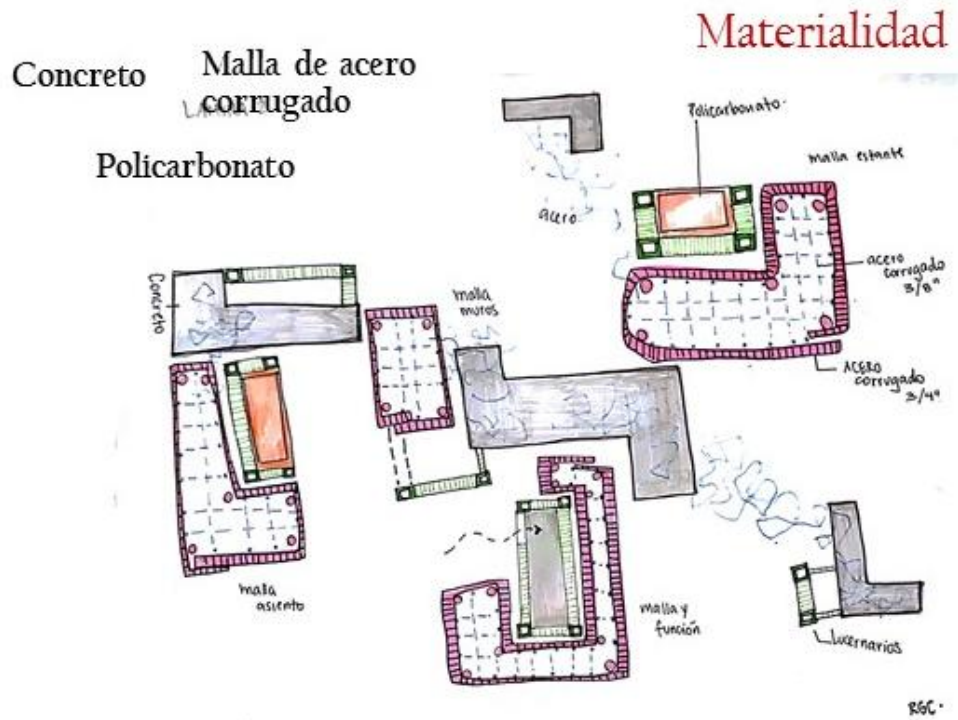 Materialidad
Concreto
Malla de acero
corrugado
Policarbonato
Policarbonato.
malla estante
acero
acero
corrugado
3/8"
Concreto
malla
muros
ACERO
corrugado
3/4"
malla
asiento
malla y
función
Lucernarios
RGC.